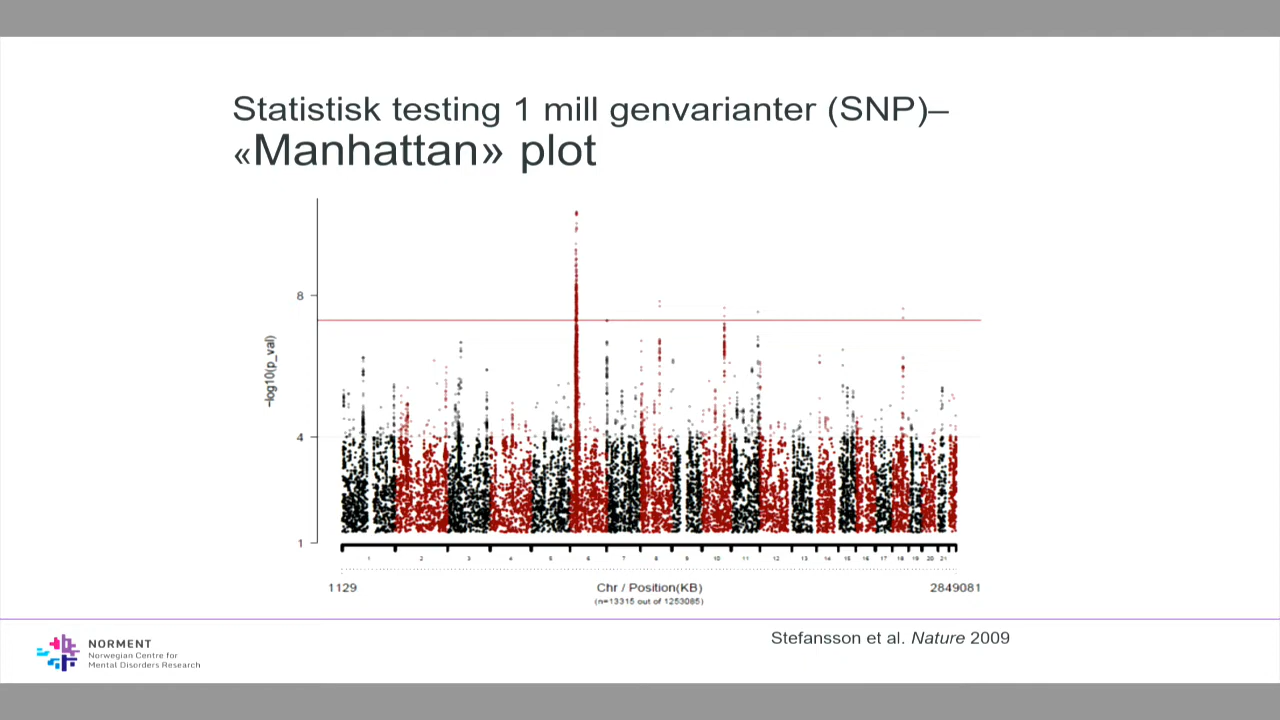 Statistisk testing 1 mill genvarianter (SNP)–
«Manhattan» plot
8
4
1
−log10(p_val)
1 2 3 4 5 6 7 8 9 10 11 12 13 14 15 16 17 18 19 20 21
1129 Chr / Position(KB) 2849081
(n=13315 out of 1253085)
Stefansson et al. Nature 2009
NORMENT
Norwegian Centre for
Mental Disorders Research